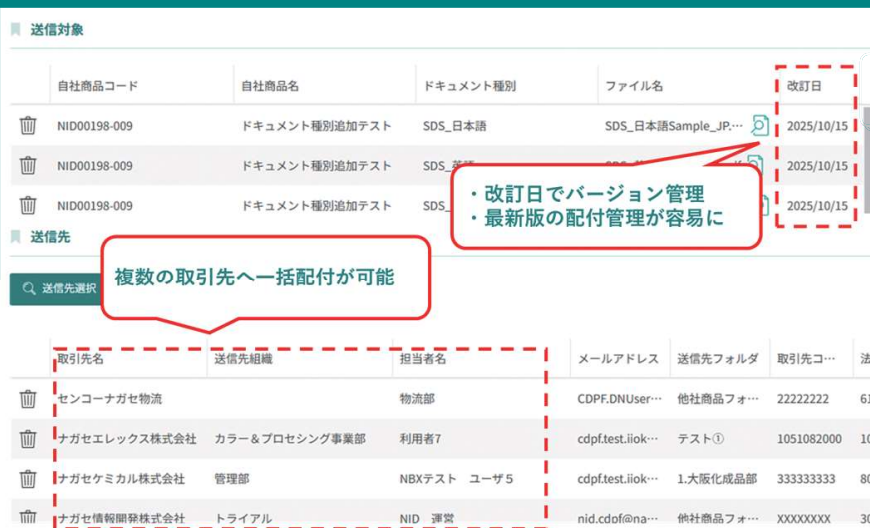 送信対象
自社商品コード 自社商品名 ドキュメント種別 ファイル名 改訂日
NID00198-009 ドキュメント種別追加テスト SDS_日本語 SDS_日本語Sample_JP.… 2025/10/15
NID00198-009 ドキュメント種別追加テスト 2025/10/15
NID00198-009 ドキュメント種別追加テスト 2025/10/15
・改訂日でバージョン管理
・最新版の配付管理が容易に
送信先
送信先選択
複数の取引先へ一括配付が可能
取引先名 送信先組織 担当者名 メールアドレス 送信先フォルダ 取引先コ… 法
センコーナガセ物流 物流部 CDPF.DNUser… 他社商品フォ… 22222222 61
ナガセエレックス株式会社 カラー＆プロセシング事業部 利用者7 cdpf.test.iiok… テスト① 1051082000 10
ナガセケミカル株式会社 管理部 NBXテスト ユーザ５ cdpf.test.iiok… 1.大阪化成品部 333333333 80
ナガセ情報開発株式会社 トライアル NID 運営 nid.cdpf@na… 他社商品フォ… XXXXXXXX 30